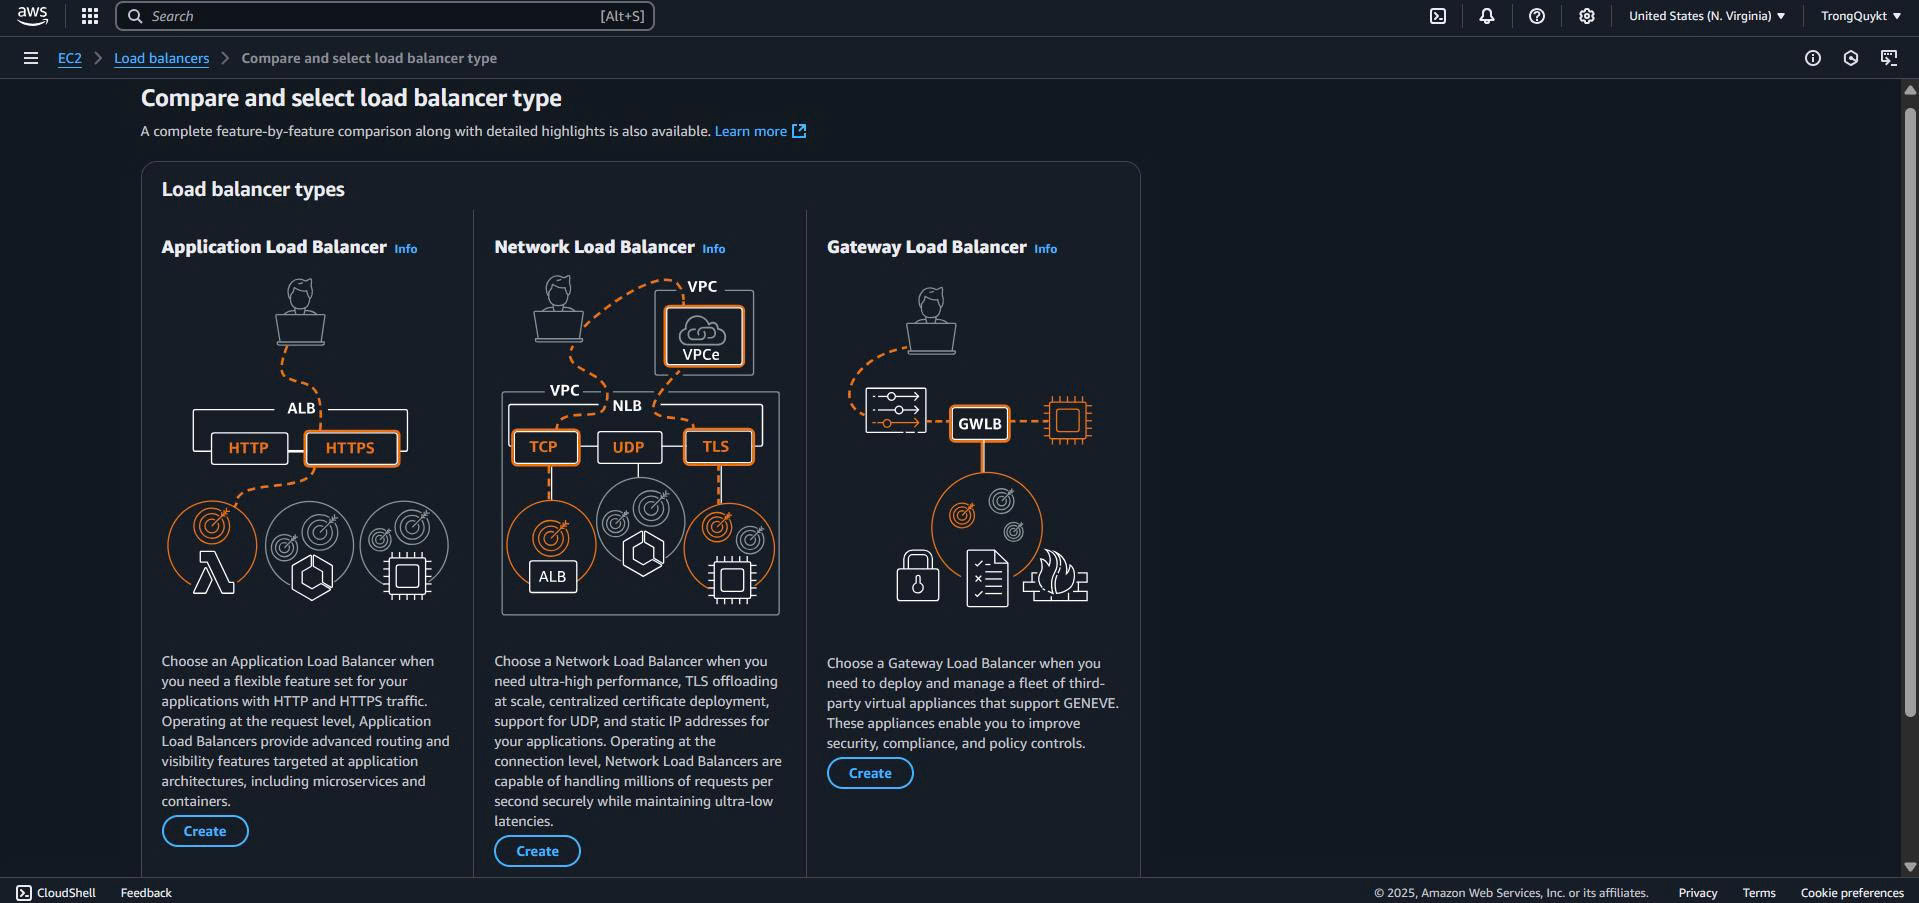 aws
Search
[Alt+S]
United States (N. Virginia)
TrongQuykt
EC2
Load balancers
Compare and select load balancer type
Compare and select load balancer type
A complete feature-by-feature comparison along with detailed highlights is also available. Learn more
Load balancer types
Application Load Balancer Info
ALB
HTTP
HTTPS
Choose an Application Load Balancer when
you need a flexible feature set for your
applications with HTTP and HTTPS traffic.
Operating at the request level, Application
Load Balancers provide advanced routing and
visibility features targeted at application
architectures, including microservices and
containers.
Create
Network Load Balancer Info
VPC
VPCe
VPC
NLB
TCP
UDP
TLS
ALB
Choose a Network Load Balancer when you
need ultra-high performance, TLS offloading
at scale, centralized certificate deployment,
support for UDP, and static IP addresses for
your applications. Operating at the
connection level, Network Load Balancers are
capable of handling millions of requests per
second securely while maintaining ultra-low
latencies.
Create
Gateway Load Balancer Info
GWLB
Choose a Gateway Load Balancer when you
need to deploy and manage a fleet of third-
party virtual appliances that support GENEVE.
These appliances enable you to improve
security, compliance, and policy controls.
Create
CloudShell
Feedback
© 2025, Amazon Web Services, Inc. or its affiliates.
Privacy
Terms
Cookie preferences